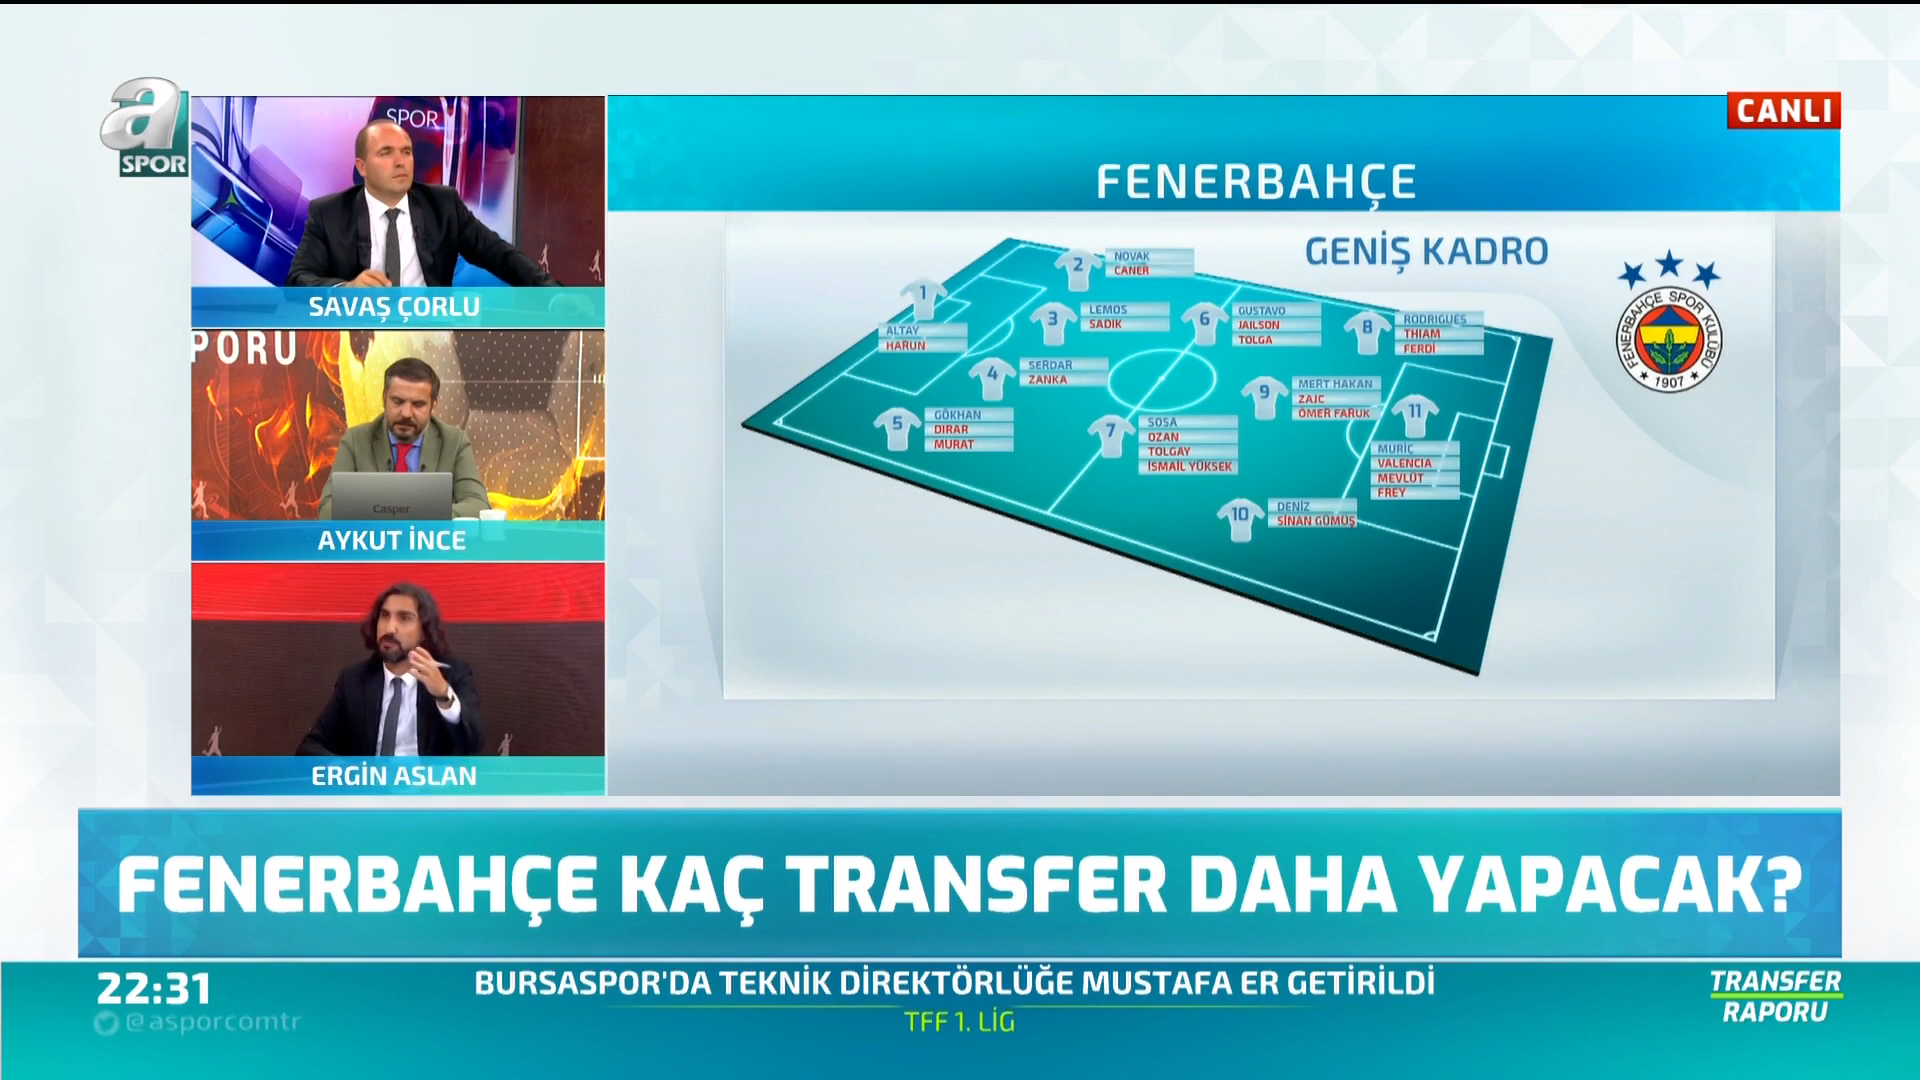 a
SPOR
SPOR
SAVAŞ ÇORLU
PORU
Casper
AYKUT İNCE
ERGİN ASLAN
CANLI
FENERBAHÇE
GENİŞ KADRO
FENERBAHÇE SPOR KULÜBÜ
★ 1907 ★
1
ALTAY
HARUN
2
NOVAK
CANER
3
LEMOS
SADIK
4
SERDAR
ZANKA
5
GÖKHAN
DIRAR
MURAT
6
GUSTAVO
JAILSON
TOLGA
7
SOSA
OZAN
TOLGAY
İSMAİL YÜKSEK
8
RODRIGUES
THIAM
FERDİ
9
MERT HAKAN
ZAJC
ÖMER FARUK
10
DENİZ
SİNAN GÜMÜŞ
11
MURIÇ
VALENCIA
MEVLÜT
FREY
FENERBAHÇE KAÇ TRANSFER DAHA YAPACAK?
22:31
@asporcomtr
BURSASPOR'DA TEKNİK DİREKTÖRLÜĞE MUSTAFA ER GETİRİLDİ
TFF 1. LİG
TRANSFER
RAPORU